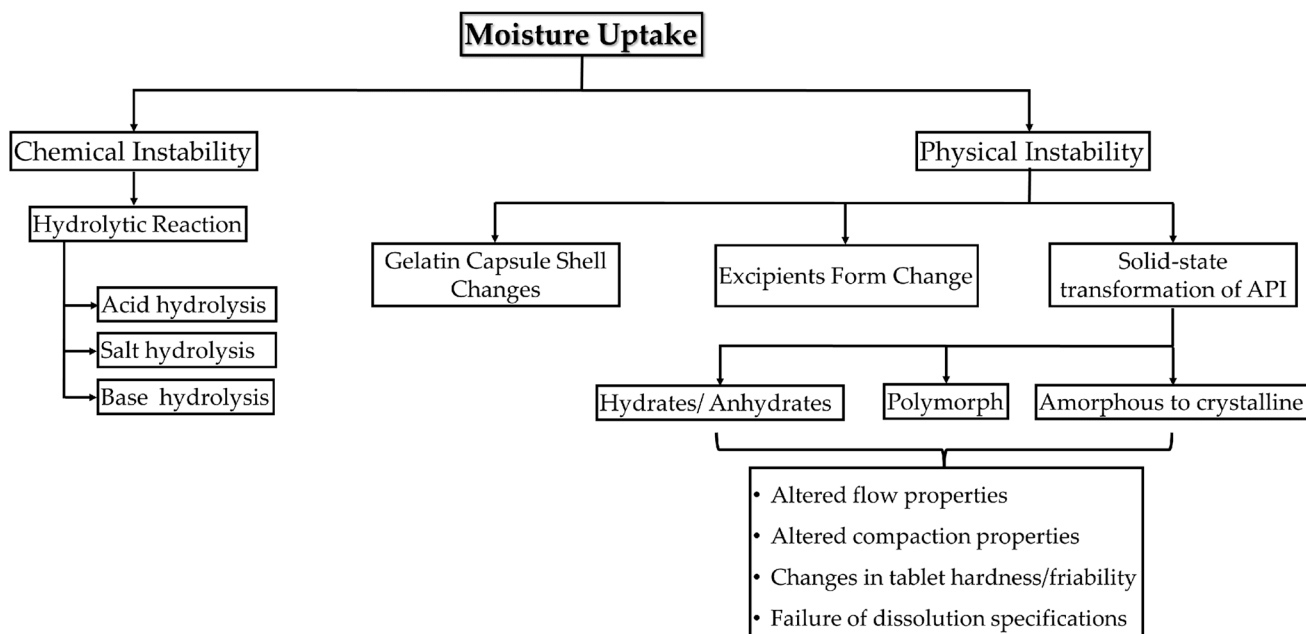 Moisture Uptake
Chemical Instability
Physical Instability
Hydrolytic Reaction
Gelatin Capsule Shell
Changes
Excipients Form Change
Solid-state
transformation of API
Acid hydrolysis
Salt hydrolysis
Base hydrolysis
Hydrates/ Anhydrates
Polymorph
Amorphous to crystalline
• Altered flow properties
• Altered compaction properties
• Changes in tablet hardness/friability
• Failure of dissolution specifications